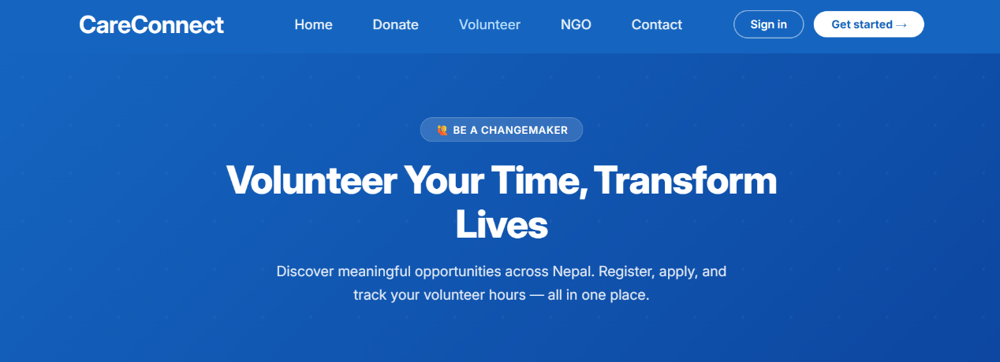 CareConnect
Home
Donate
Volunteer
NGO
Contact
Sign in
Get started →
BE A CHANGEMAKER
Volunteer Your Time, Transform
Lives
Discover meaningful opportunities across Nepal. Register, apply, and
track your volunteer hours — all in one place.